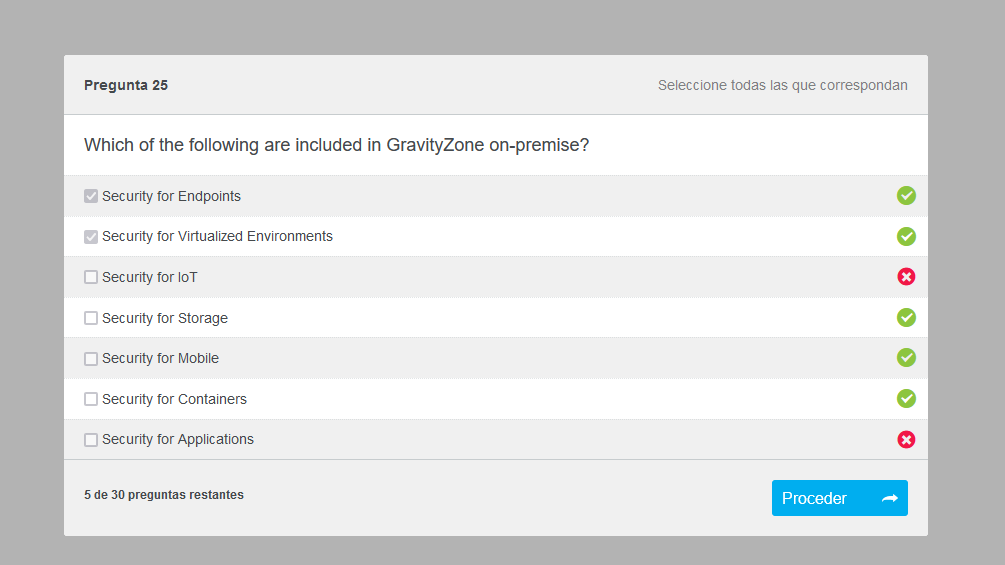 Pregunta 25
Seleccione todas las que correspondan
Which of the following are included in GravityZone on-premise?
Security for Endpoints
Security for Virtualized Environments
Security for IoT
Security for Storage
Security for Mobile
Security for Containers
Security for Applications
5 de 30 preguntas restantes
Proceder